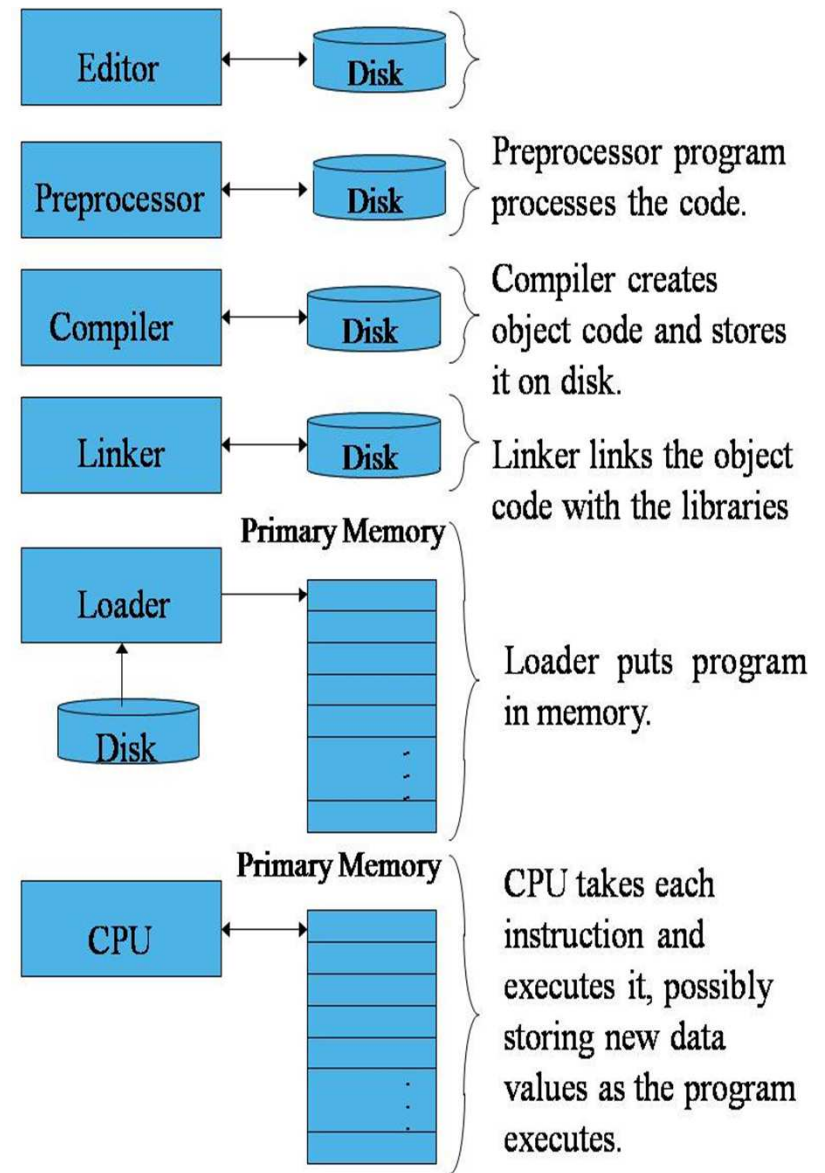 Editor
Disk
Preprocessor
Disk
Preprocessor program
processes the code.
Compiler
Disk
Compiler creates
object code and stores
it on disk.
Linker
Disk
Linker links the object
code with the libraries
Primary Memory
Loader
Disk
Loader puts program
in memory.
Primary Memory
CPU
CPU takes each
instruction and
executes it, possibly
storing new data
values as the program
executes.